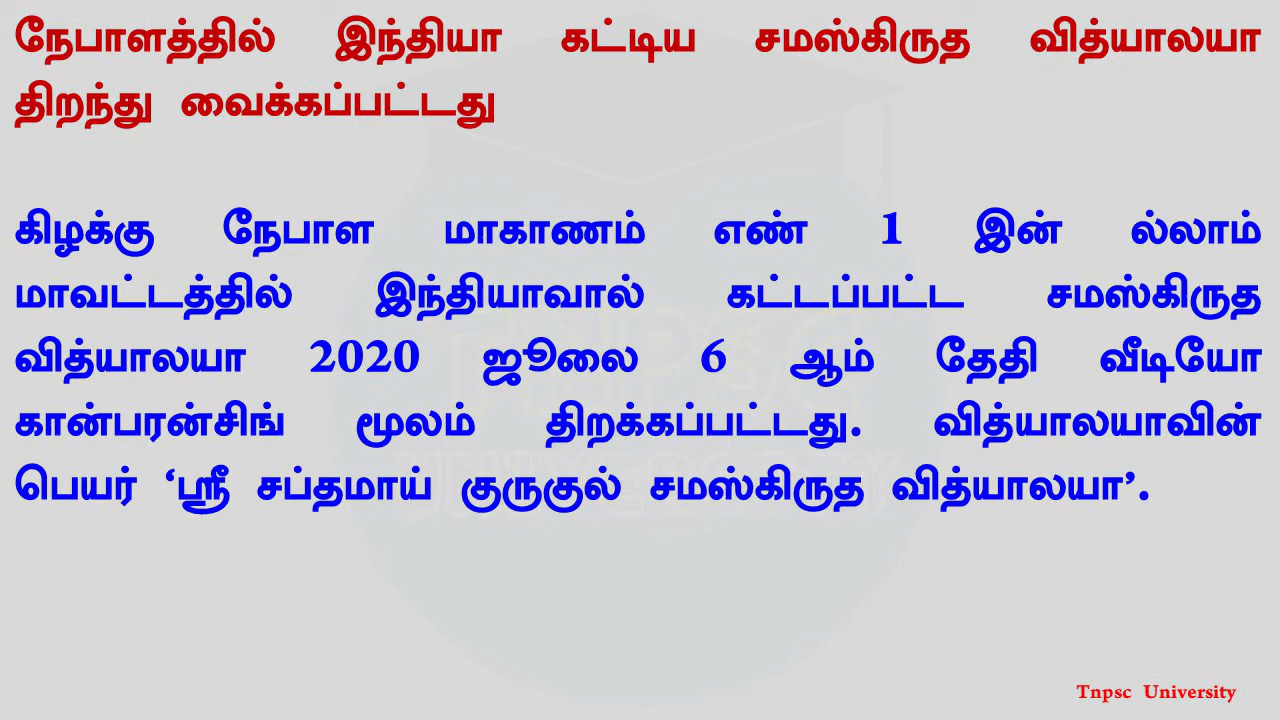 நேபாளத்தில் இந்தியா கட்டிய சமஸ்கிருத வித்யாலயா
திறந்து வைக்கப்பட்டது
கிழக்கு நேபாள மாகாணம் எண் 1 இன் ல்லாம்
மாவட்டத்தில் இந்தியாவால் கட்டப்பட்ட சமஸ்கிருத
வித்யாலயா 2020 ஜூலை 6 ஆம் தேதி வீடியோ
கான்பரன்சிங் மூலம் திறக்கப்பட்டது. வித்யாலயாவின்
பெயர் ‘ஸ்ரீ சப்தமாய் குருகுல் சமஸ்கிருத வித்யாலயா’.
TNPSC
UNIVERSITY
Tnpsc University